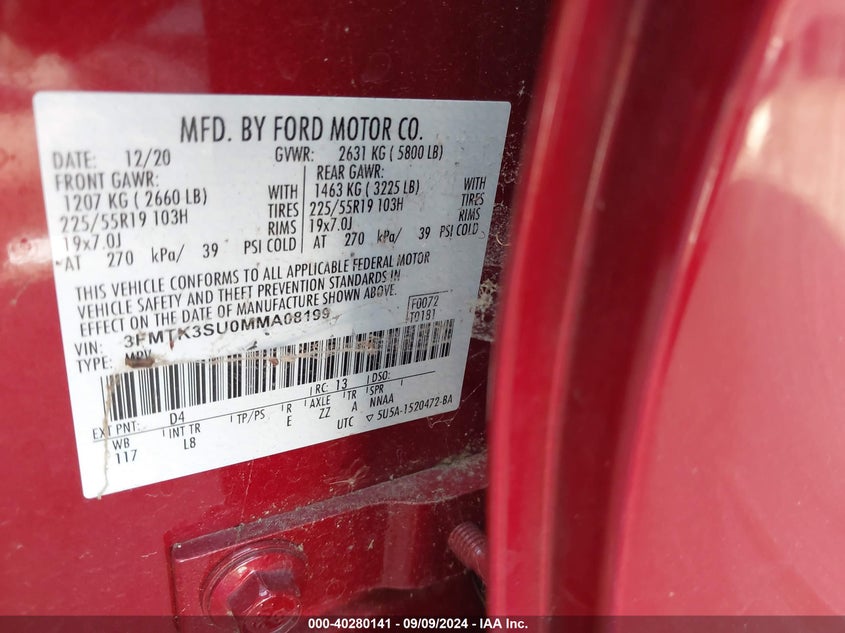 MFD. BY FORD MOTOR CO.
DATE: 12/20 GVWR: 2631 KG ( 5800 LB)
FRONT GAWR: REAR GAWR:
1207 KG ( 2660 LB) WITH 1463 KG ( 3225 LB) WITH
225/55R19 103H TIRES 225/55R19 103H TIRES
19x7.0J RIMS 19x7.0J RIMS
AT 270 kPa/ 39 PSI COLD AT 270 kPa/ 39 PSI COLD
THIS VEHICLE CONFORMS TO ALL APPLICABLE FEDERAL MOTOR
VEHICLE SAFETY AND THEFT PREVENTION STANDARDS IN
EFFECT ON THE DATE OF MANUFACTURE SHOWN ABOVE.
F0072
T0181
VIN: 3FMTK3SU0MMA08199
TYPE: MPV
EXT PNT: D4 RC: 13 DSO:
WB INT TR TP/PS R AXLE TR SPR
117 L8 E ZZ A NNAA
UTC ▽ 5U5A-1520472-BA
000-40280141 - 09/09/2024 - IAA Inc.